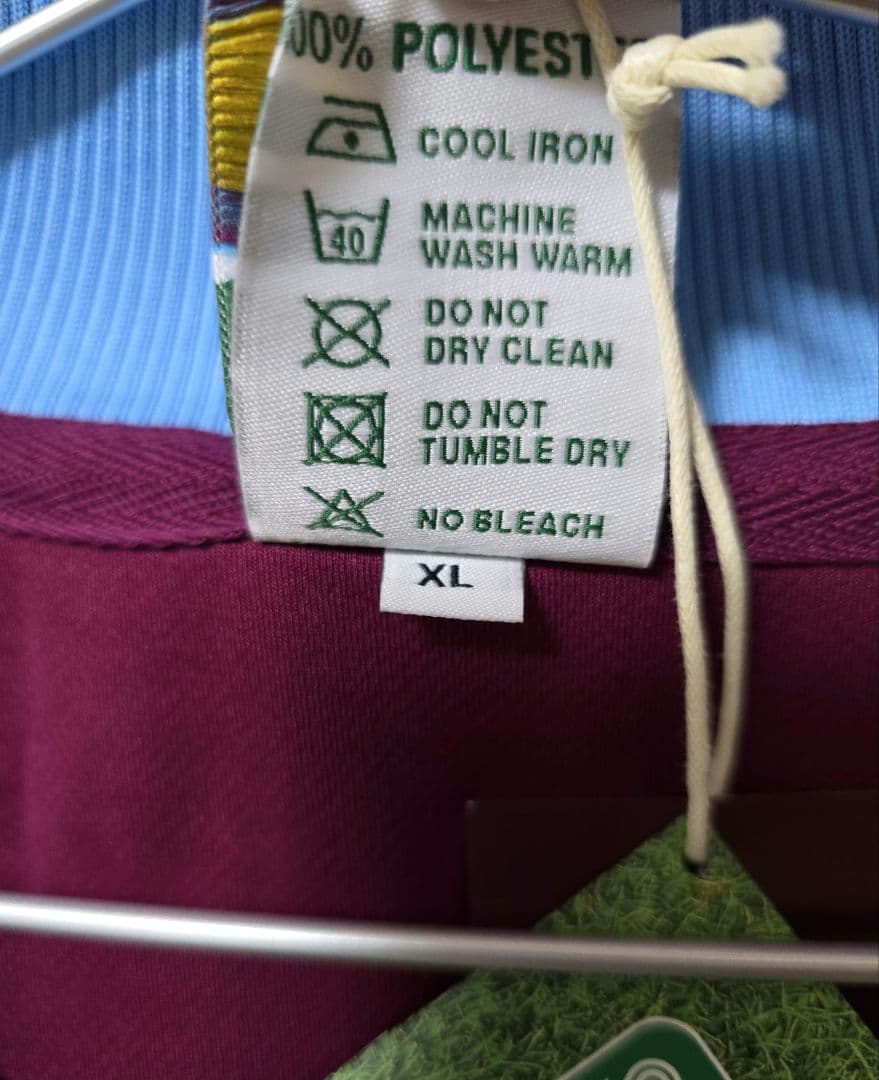 00% POLYEST
COOL IRON
40
MACHINE
WASH WARM
DO NOT
DRY CLEAN
DO NOT
TUMBLE DRY
NO BLEACH
XL